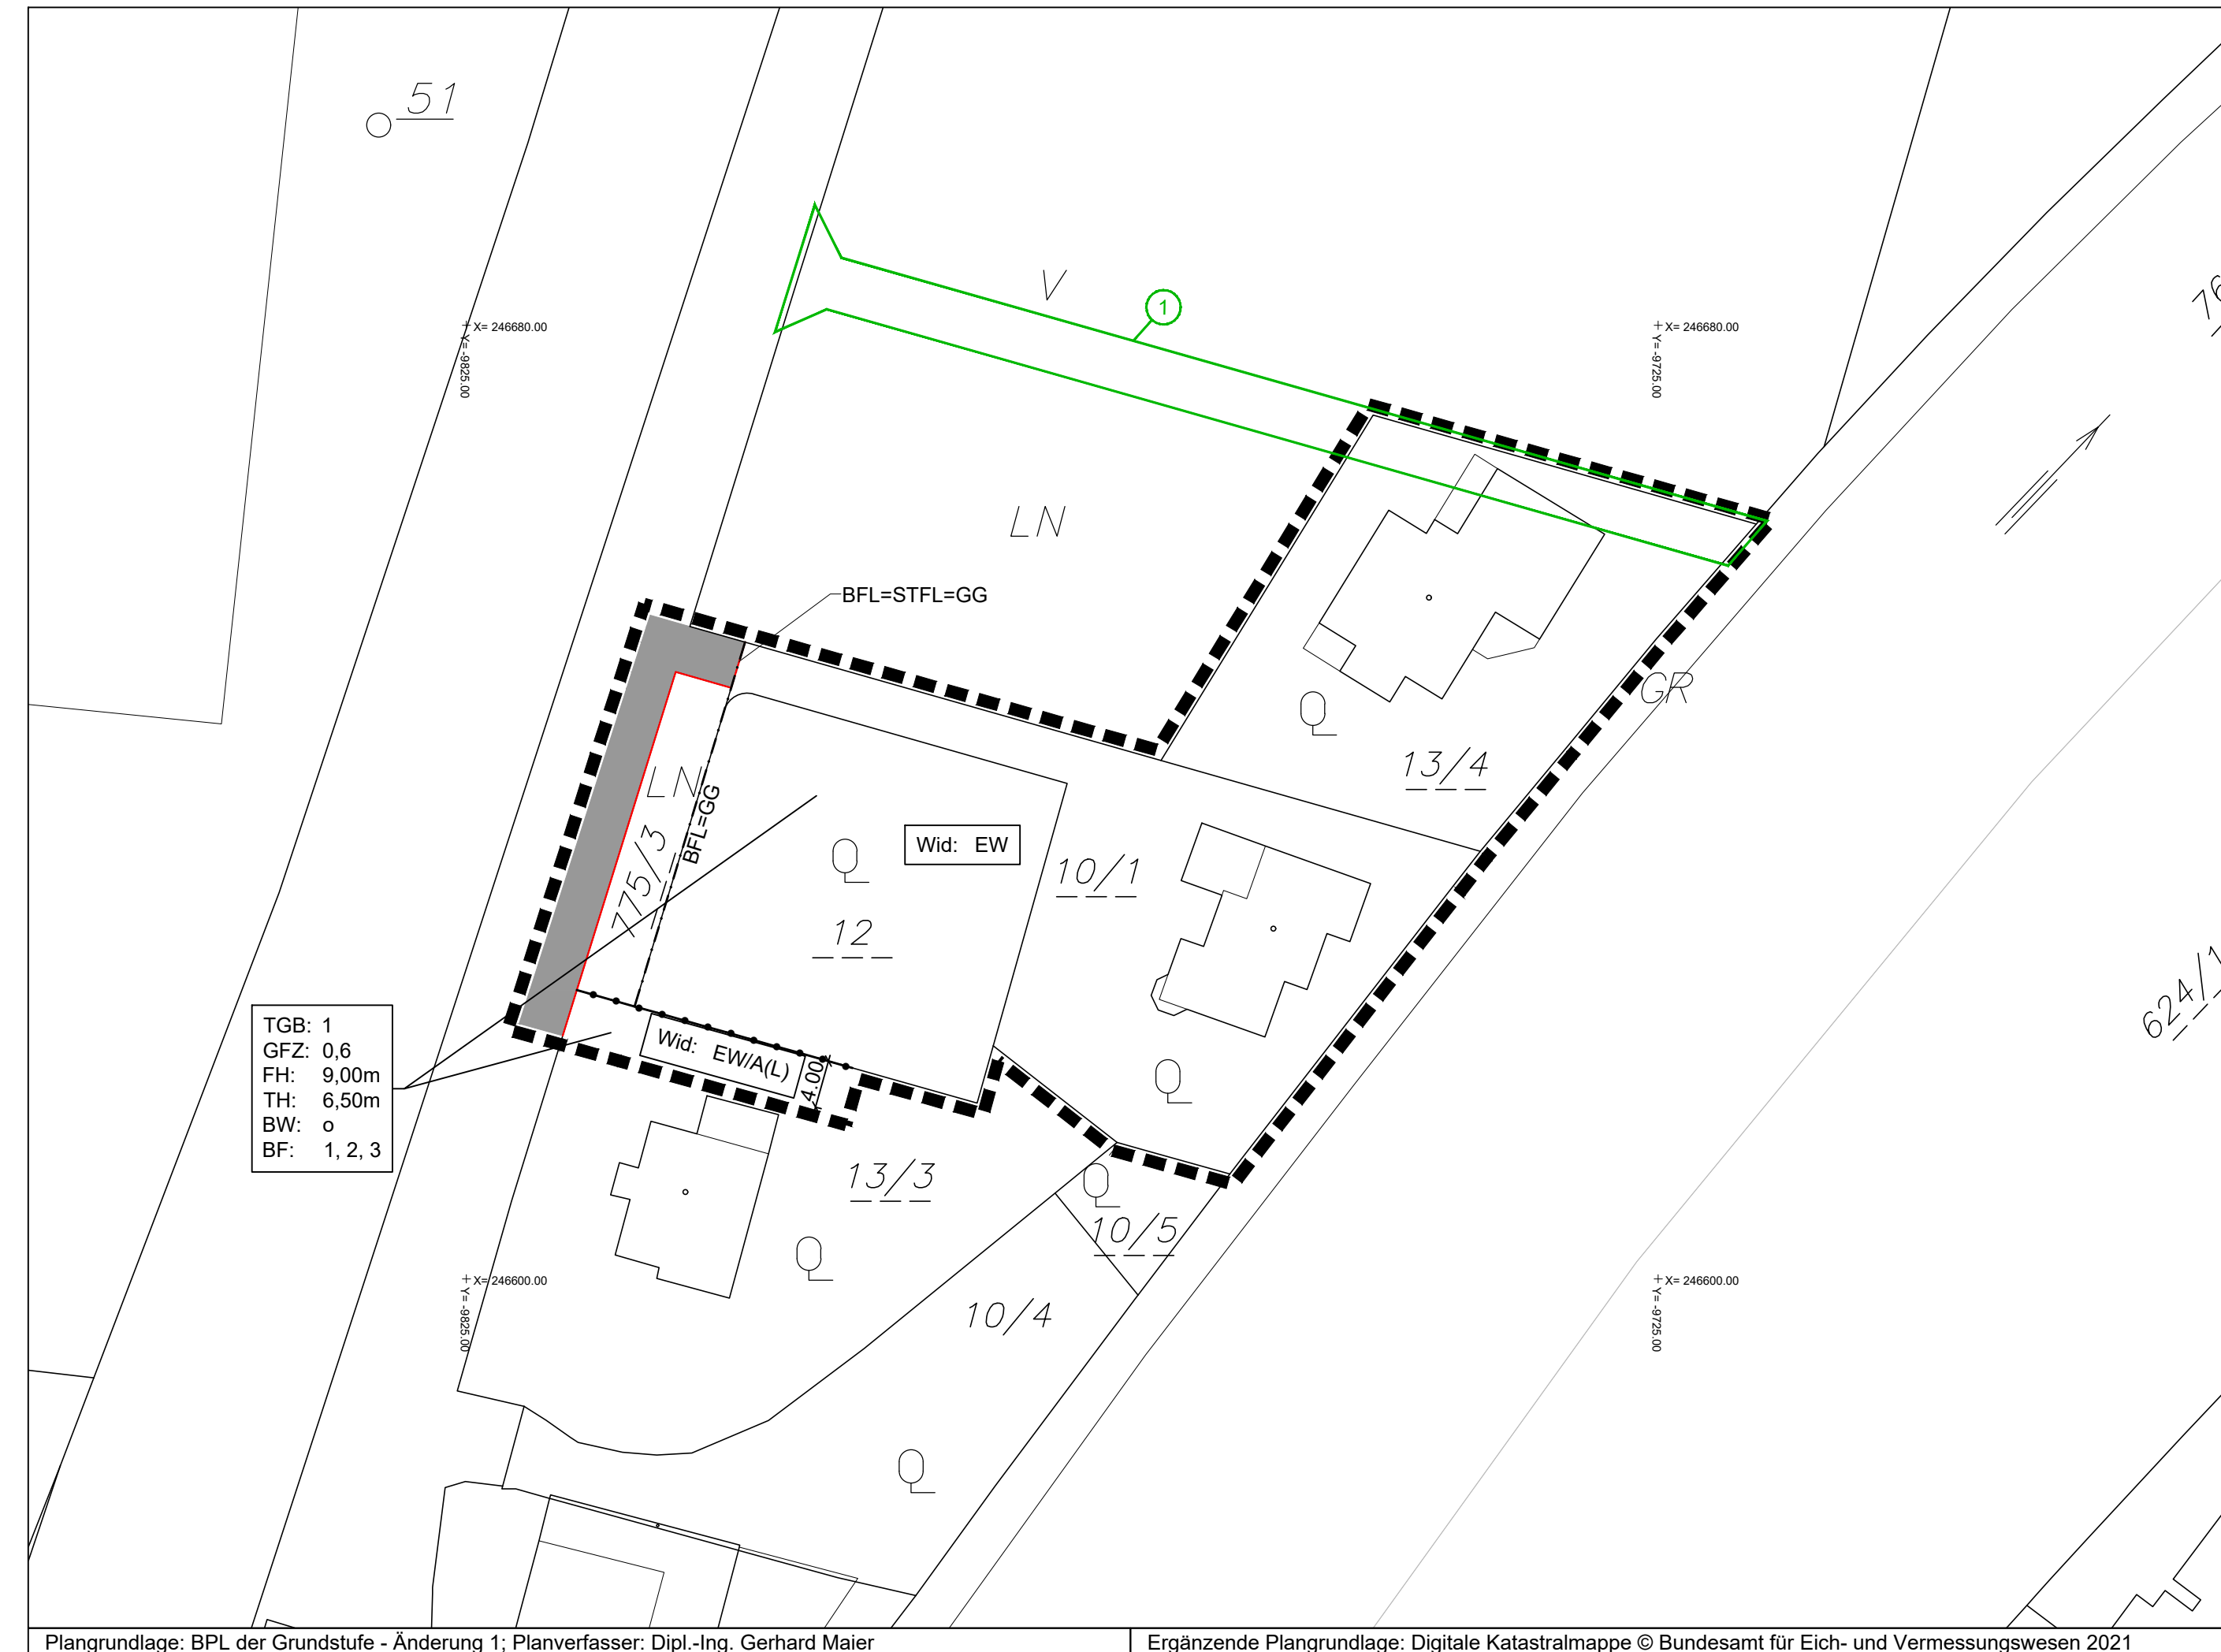 51
V
1
X= 246680.00
Y= -9825.00
X= 246680.00
Y= -9725.00
76
LN
BFL=STFL=GG
GR
13/4
LN
775/3
BFL=GG
Wid: EW
10/1
12
624/1
TGB: 1
GFZ: 0,6
FH: 9,00m
TH: 6,50m
BW: o
BF: 1, 2, 3
Wid: EW/A(L)
4.00
13/3
10/5
10/4
X= 246600.00
Y= -9825.00
X= 246600.00
Y= -9725.00
Plangrundlage: BPL der Grundstufe - Änderung 1; Planverfasser: Dipl.-Ing. Gerhard Maier
Ergänzende Plangrundlage: Digitale Katastralmappe © Bundesamt für Eich- und Vermessungswesen 2021